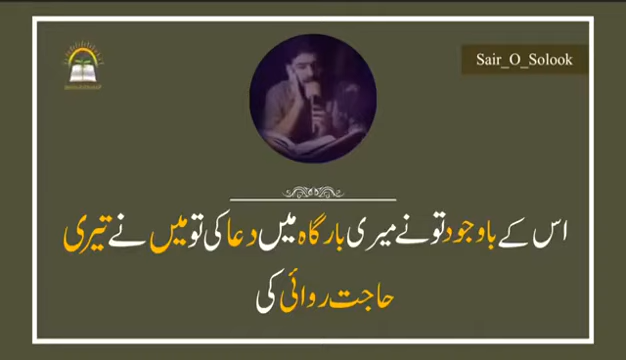 Sair_O_Solook
اس کے باوجود تو نے میری بارگاہ میں دعا کی تو میں نے تیری
حاجت روائی کی